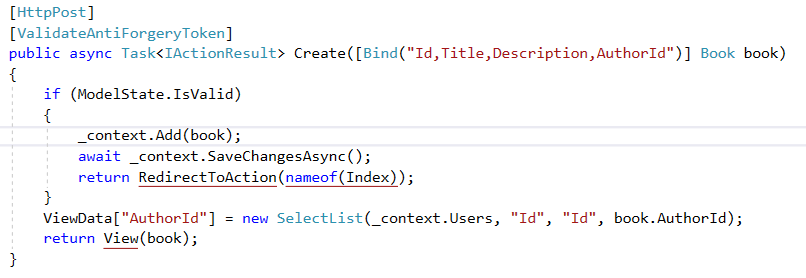 [HttpPost]
[ValidateAntiForgeryToken]
public async Task<IActionResult> Create([Bind("Id,Title,Description,AuthorId")] Book book)
{
    if (ModelState.IsValid)
    {
        _context.Add(book);
        await _context.SaveChangesAsync();
        return RedirectToAction(nameof(Index));
    }
    ViewData["AuthorId"] = new SelectList(_context.Users, "Id", "Id", book.AuthorId);
    return View(book);
}